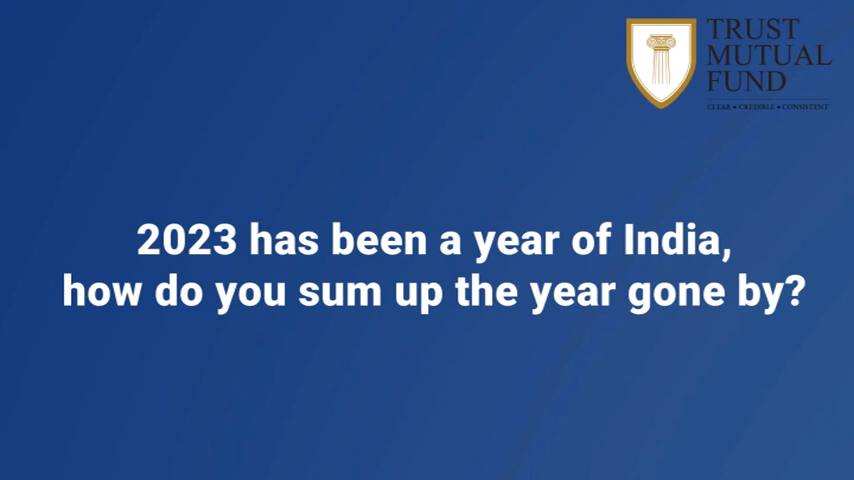 TRUST
MUTUAL
FUND
CLEAR • CREDIBLE • CONSISTENT
2023 has been a year of India,
how do you sum up the year gone by?